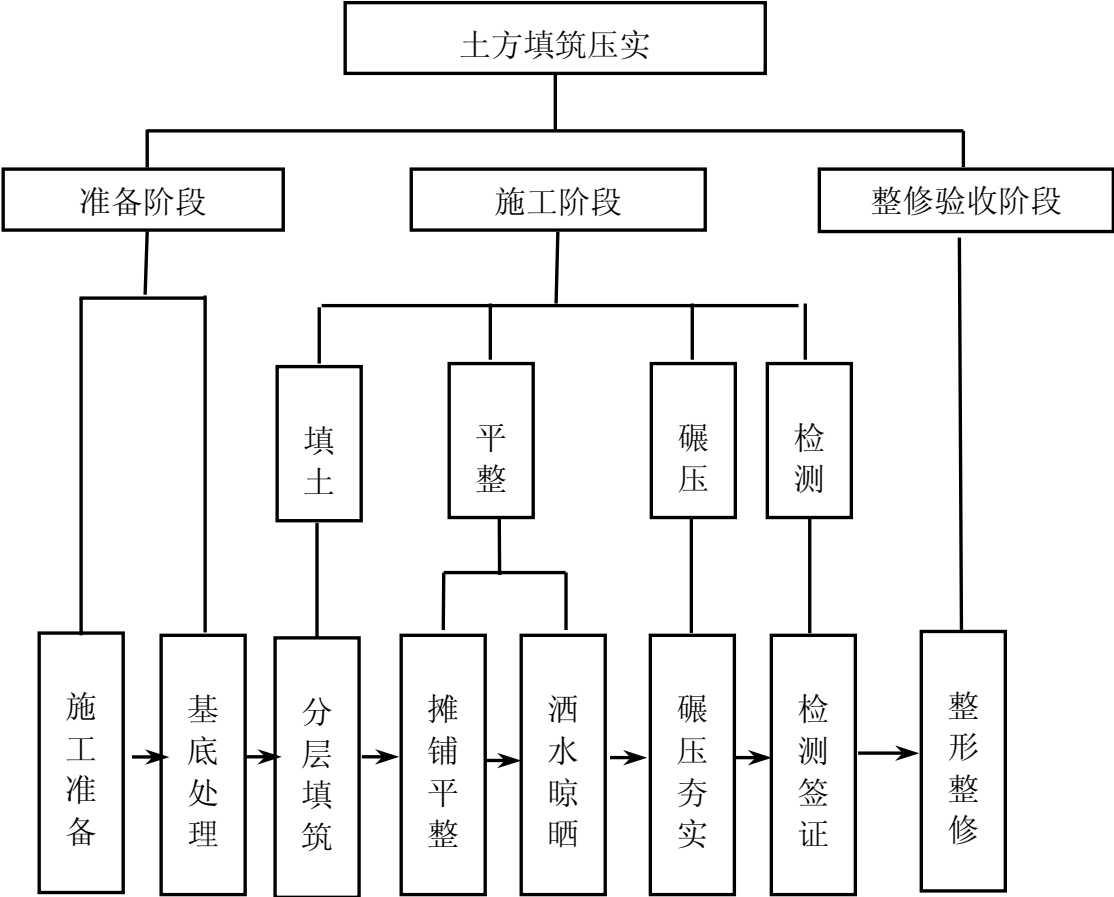 土方填筑压实
准备阶段
施工阶段
整修验收阶段
填土
平整
碾压
检测
施工准备
基底处理
分层填筑
摊铺平整
洒水晾晒
碾压夯实
检测签证
整形整修